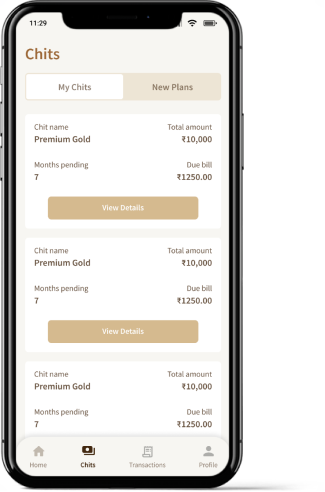 11:29
Chits
My Chits New Plans
Chit name Total amount
Premium Gold ₹10,000
Months pending Due bill
7 ₹1250.00
View Details
Chit name Total amount
Premium Gold ₹10,000
Months pending Due bill
7 ₹1250.00
View Details
Chit name Total amount
Premium Gold ₹10,000
Months pending Due bill
7 ₹1250.00
Home Chits Transactions Profile